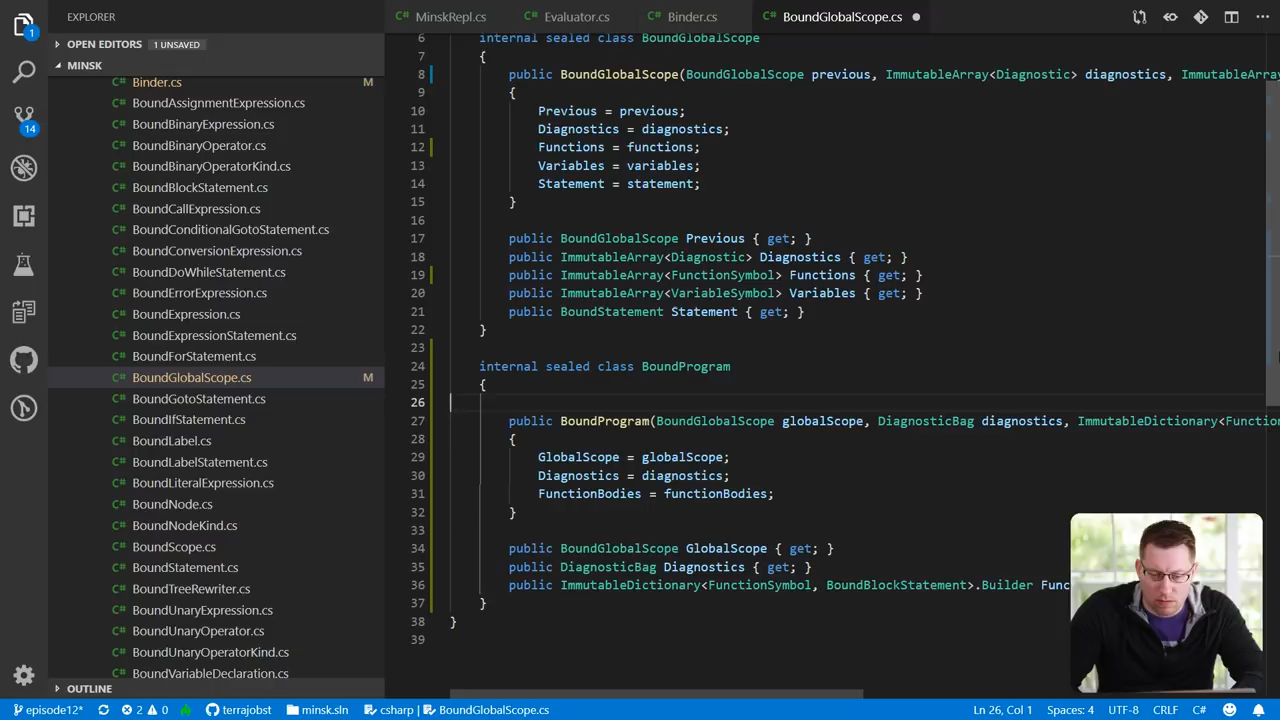 EXPLORER
MinskRepl.cs
Evaluator.cs
Binder.cs
BoundGlobalScope.cs
OPEN EDITORS 1 UNSAVED
MINSK
Binder.cs M
BoundAssignmentExpression.cs
BoundBinaryExpression.cs
BoundBinaryOperator.cs
BoundBinaryOperatorKind.cs
BoundBlockStatement.cs
BoundCallExpression.cs
BoundConditionalGotoStatement.cs
BoundConversionExpression.cs
BoundDoWhileStatement.cs
BoundErrorExpression.cs
BoundExpression.cs
BoundExpressionStatement.cs
BoundForStatement.cs
BoundGlobalScope.cs M
BoundGotoStatement.cs
BoundIfStatement.cs
BoundLabel.cs
BoundLabelStatement.cs
BoundLiteralExpression.cs
BoundNode.cs
BoundNodeKind.cs
BoundScope.cs
BoundStatement.cs
BoundTreeRewriter.cs
BoundUnaryExpression.cs
BoundUnaryOperator.cs
BoundUnaryOperatorKind.cs
BoundVariableDeclaration.cs
OUTLINE
1
14
6 internal sealed class BoundGlobalScope
7 {
8 public BoundGlobalScope(BoundGlobalScope previous, ImmutableArray<Diagnostic> diagnostics, ImmutableArra
9 {
10 Previous = previous;
11 Diagnostics = diagnostics;
12 Functions = functions;
13 Variables = variables;
14 Statement = statement;
15 }
16
17 public BoundGlobalScope Previous { get; }
18 public ImmutableArray<Diagnostic> Diagnostics { get; }
19 public ImmutableArray<FunctionSymbol> Functions { get; }
20 public ImmutableArray<VariableSymbol> Variables { get; }
21 public BoundStatement Statement { get; }
22 }
23
24 internal sealed class BoundProgram
25 {
26
27 public BoundProgram(BoundGlobalScope globalScope, DiagnosticBag diagnostics, ImmutableDictionary<Functio
28 {
29 GlobalScope = globalScope;
30 Diagnostics = diagnostics;
31 FunctionBodies = functionBodies;
32 }
33
34 public BoundGlobalScope GlobalScope { get; }
35 public DiagnosticBag Diagnostics { get; }
36 public ImmutableDictionary<FunctionSymbol, BoundBlockStatement>.Builder Func
37 }
38 }
39
episode12* 2 0 terrajobst minsk.sln csharp BoundGlobalScope.cs Ln 26, Col 1 Spaces: 4 UTF-8 CRLF C#